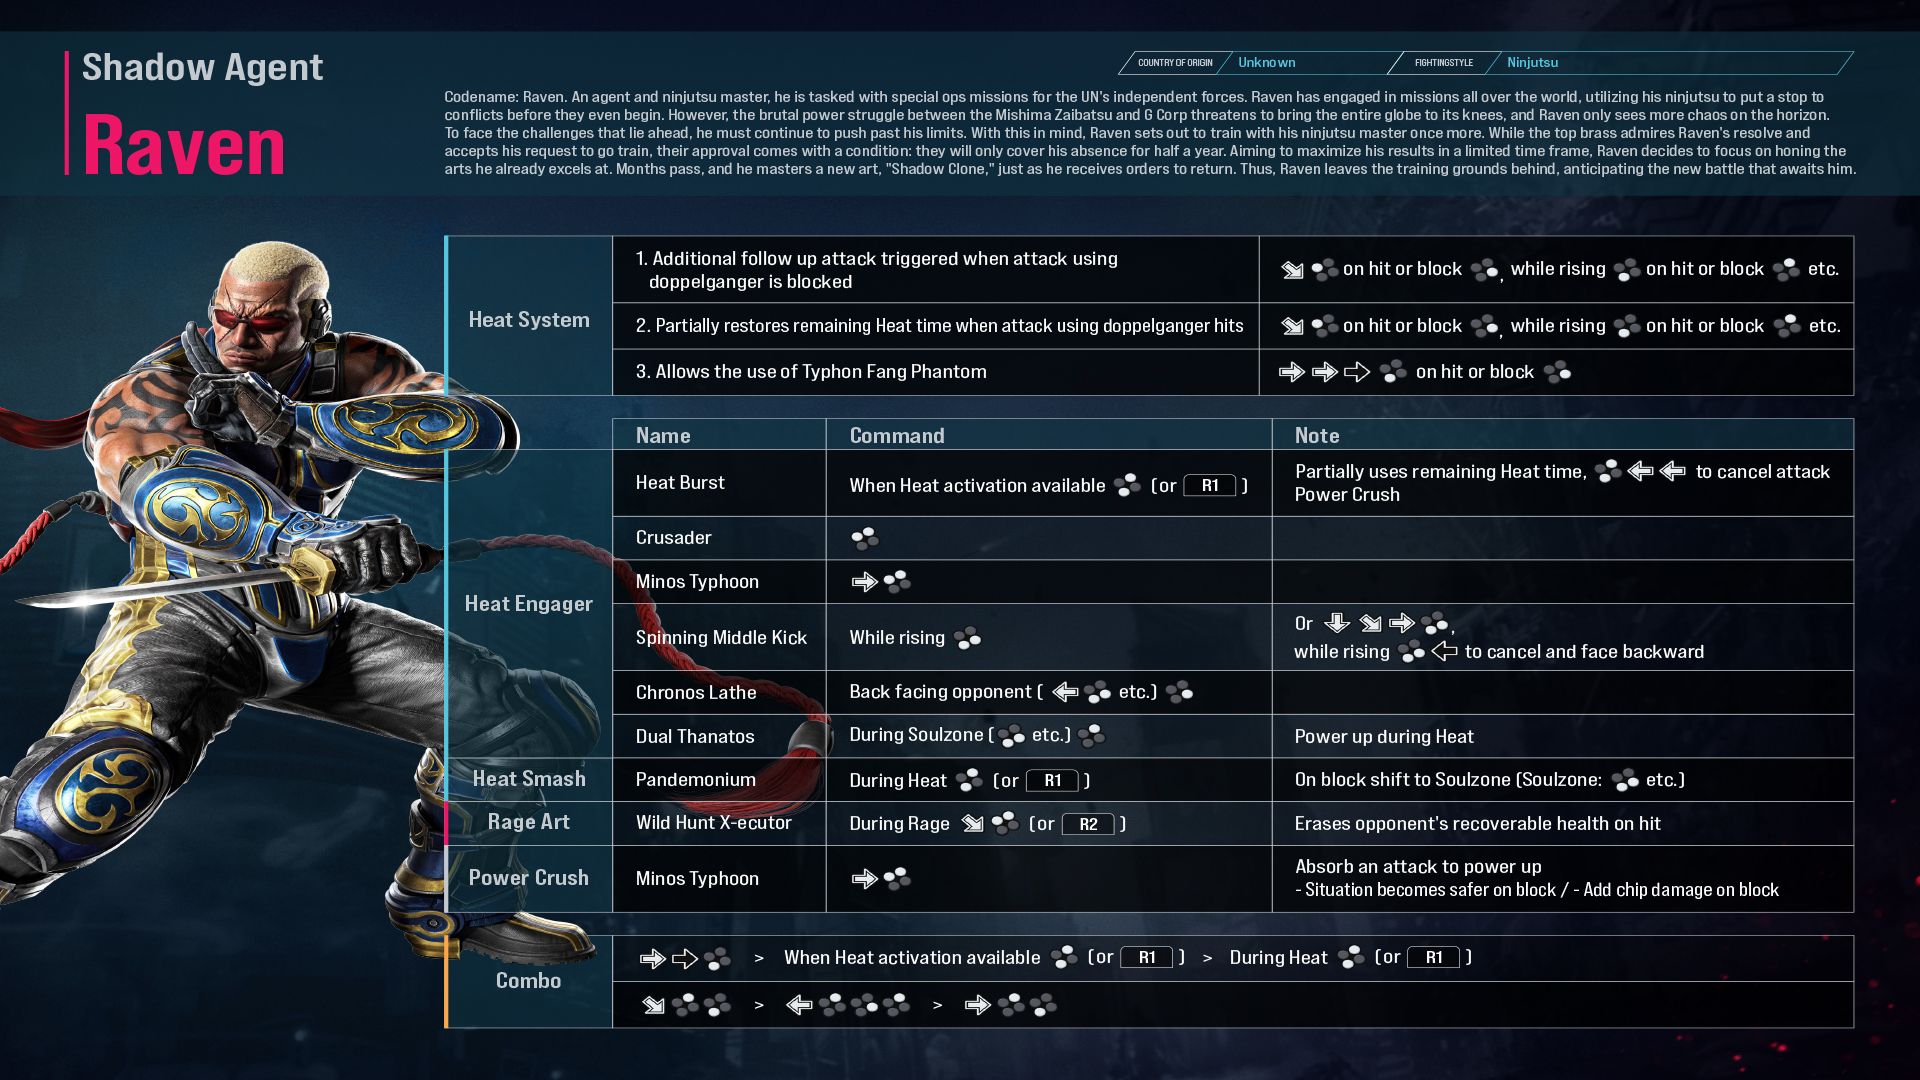 Shadow Agent
Raven
COUNTRY OF ORIGIN Unknown FIGHTINGSTYLE Ninjutsu
Codename: Raven. An agent and ninjutsu master, he is tasked with special ops missions for the UN's independent forces. Raven has engaged in missions all over the world, utilizing his ninjutsu to put a stop to
conflicts before they even begin. However, the brutal power struggle between the Mishima Zaibatsu and G Corp threatens to bring the entire globe to its knees, and Raven only sees more chaos on the horizon.
To face the challenges that lie ahead, he must continue to push past his limits. With this in mind, Raven sets out to train with his ninjutsu master once more. While the top brass admires Raven's resolve and
accepts his request to go train, their approval comes with a condition: they will only cover his absence for half a year. Aiming to maximize his results in a limited time frame, Raven decides to focus on honing the
arts he already excels at. Months pass, and he masters a new art, "Shadow Clone," just as he receives orders to return. Thus, Raven leaves the training grounds behind, anticipating the new battle that awaits him.
Heat System
1. Additional follow up attack triggered when attack using
doppelganger is blocked
on hit or block , while rising on hit or block etc.
2. Partially restores remaining Heat time when attack using doppelganger hits
on hit or block , while rising on hit or block etc.
3. Allows the use of Typhon Fang Phantom
on hit or block
Name Command Note
Heat Engager
Heat Burst
When Heat activation available (or R1 )
Partially uses remaining Heat time, to cancel attack
Power Crush
Crusader
Minos Typhoon
Spinning Middle Kick
While rising
Or ,
while rising to cancel and face backward
Chronos Lathe
Back facing opponent ( etc.)
Dual Thanatos
During Soulzone ( etc.)
Power up during Heat
Heat Smash
Pandemonium
During Heat (or R1 )
On block shift to Soulzone (Soulzone: etc.)
Rage Art
Wild Hunt X-ecutor
During Rage (or R2 )
Erases opponent's recoverable health on hit
Power Crush
Minos Typhoon
Absorb an attack to power up
- Situation becomes safer on block / - Add chip damage on block
Combo
> When Heat activation available (or R1 ) > During Heat (or R1 )
> >